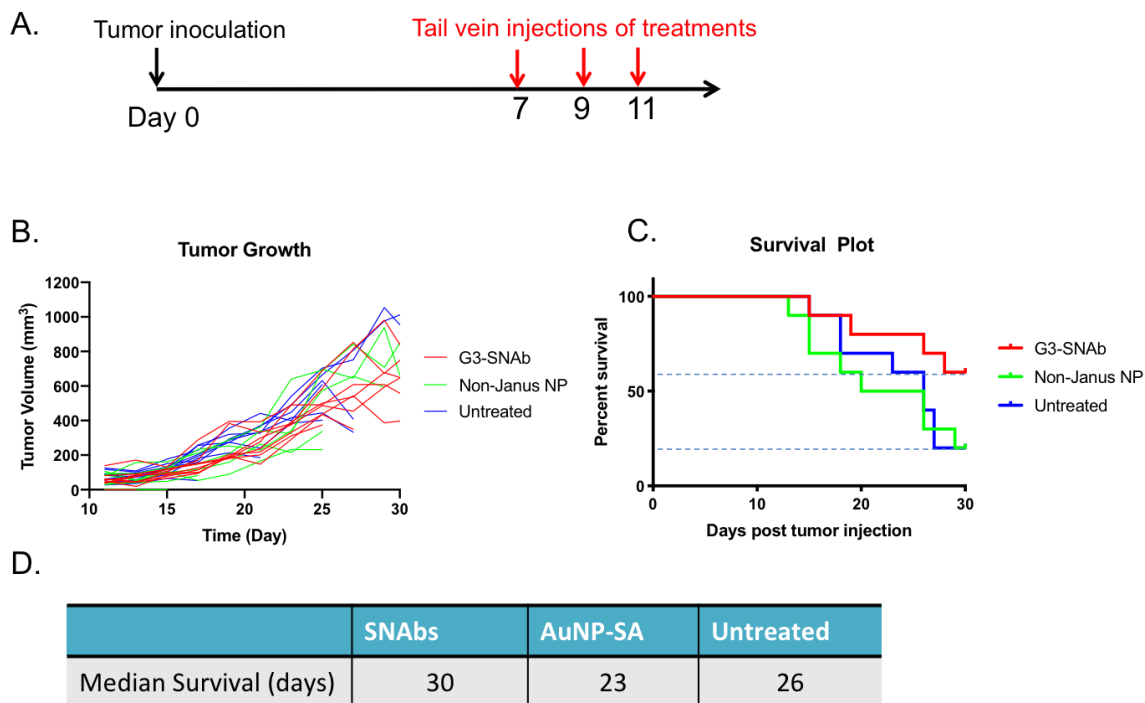 A.
Tumor inoculation
Tail vein injections of treatments
Day 0
7
9
11
B.
Tumor Growth
Tumor Volume (mm³)
1200
1000
800
600
400
200
0
10
15
20
25
30
Time (Day)
G3-SNAb
Non-Janus NP
Untreated
C.
Survival Plot
Percent survival
100
50
0
0
10
20
30
Days post tumor injection
G3-SNAb
Non-Janus NP
Untreated
D.
SNAbs AuNP-SA Untreated
Median Survival (days) 30 23 26